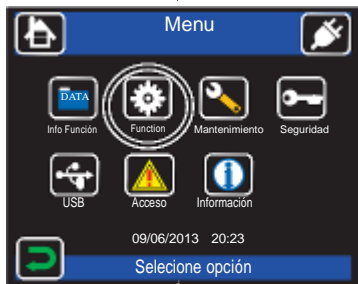 Menu
DATA
Info Función Function Mantenimiento Seguridad
USB Acceso Información
09/06/2013 20:23
Selecione opción